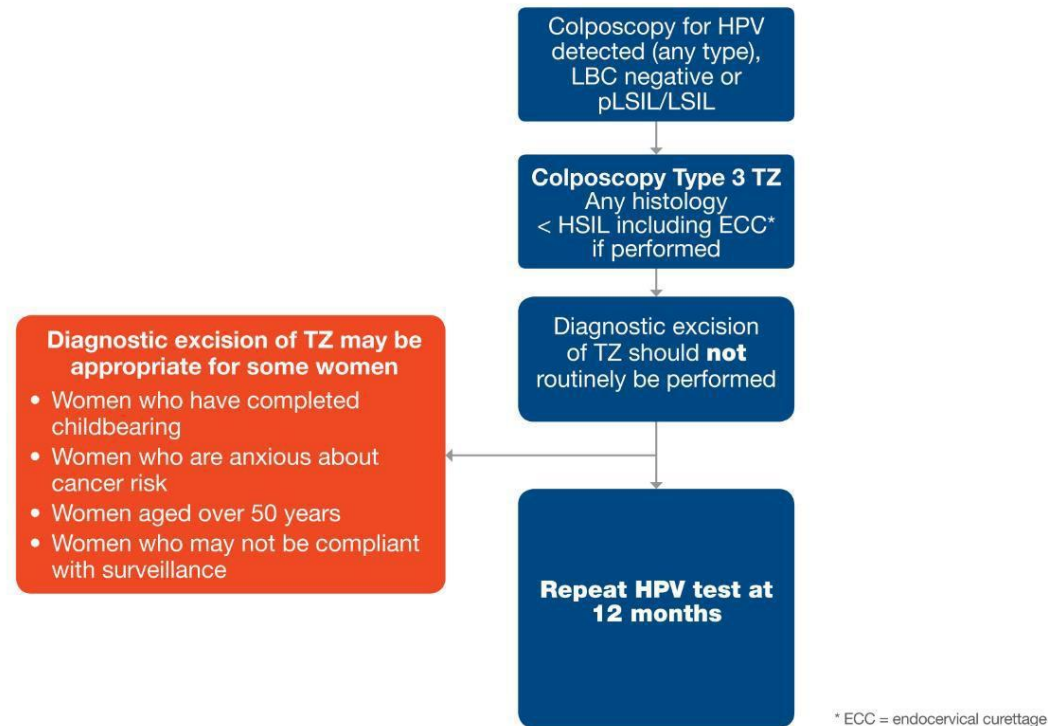 Colposcopy for HPV
detected (any type),
LBC negative or
pLSIL/LSIL
Colposcopy Type 3 TZ
Any histology
< HSIL including ECC*
if performed
Diagnostic excision
of TZ should not
routinely be performed
Diagnostic excision of TZ may be
appropriate for some women
• Women who have completed
childbearing
• Women who are anxious about
cancer risk
• Women aged over 50 years
• Women who may not be compliant
with surveillance
Repeat HPV test at
12 months
* ECC = endocervical curettage